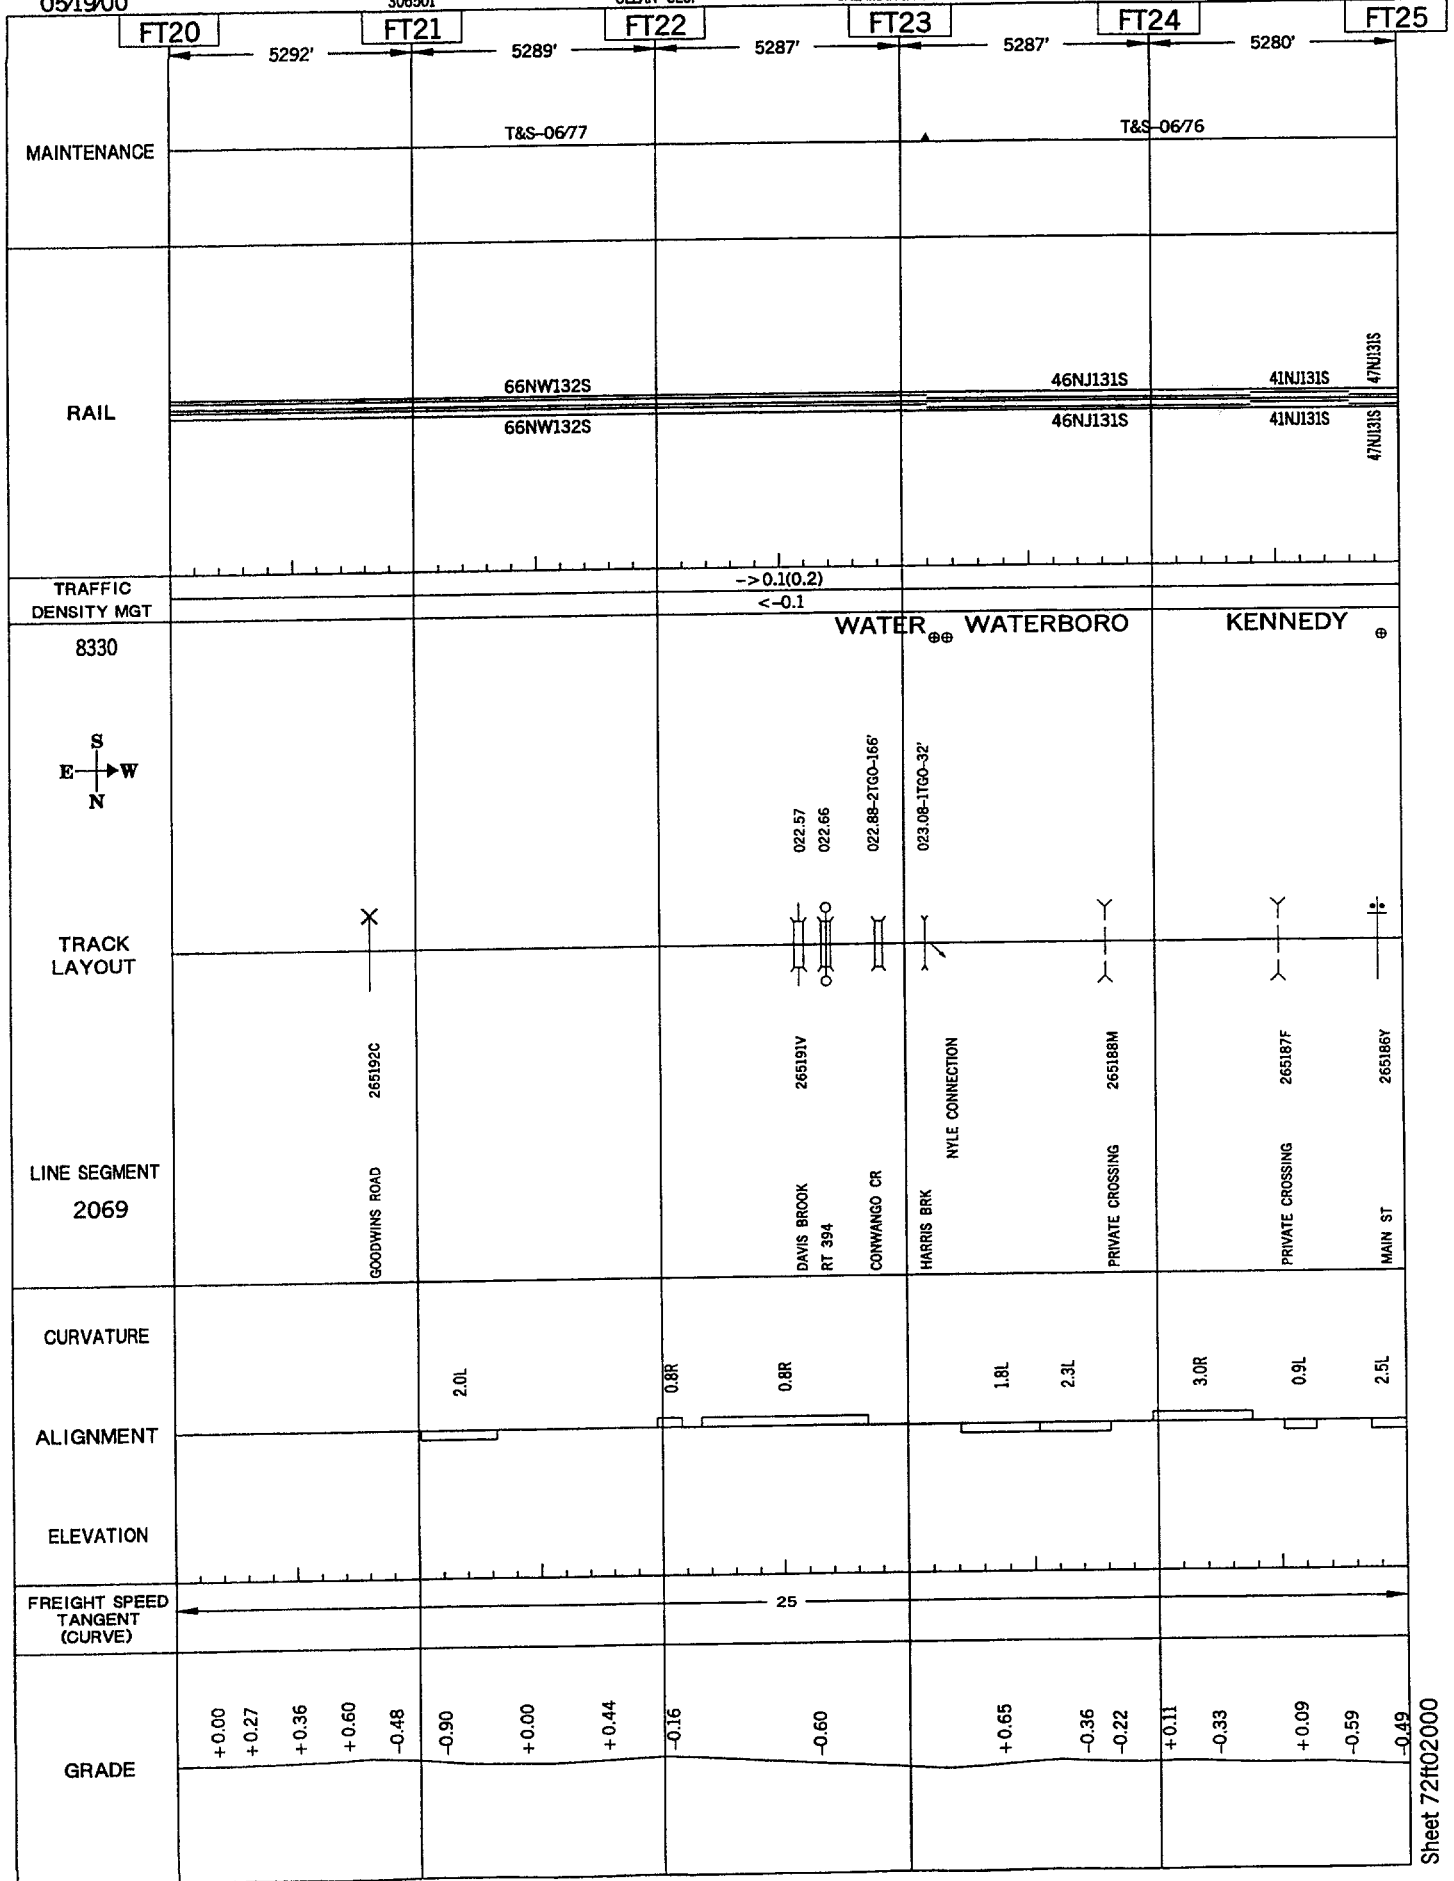 05/19/00
FT20 FT21 FT22 FT23 FT24 FT25
5292' 5289' 5287' 5287' 5280'
MAINTENANCE
T&S-06/77 T&S-06/76
RAIL
66NW132S 46NJ131S 41NJ131S 47NJ131S
66NW132S 46NJ131S 41NJ131S 47NJ131S
TRAFFIC
DENSITY MGT
->0.1(0.2)
<-0.1
8330
WATER WATERBORO KENNEDY
S
E W
N
022.57
022.66
022.88-2TGO-166'
023.08-1TGO-32'
TRACK
LAYOUT
265192C
265191V
NYLE CONNECTION
265188M
265187F
265186Y
LINE SEGMENT
2069
GOODWINS ROAD
DAVIS BROOK
RT 394
CONWANGO CR
HARRIS BRK
PRIVATE CROSSING
PRIVATE CROSSING
MAIN ST
CURVATURE
2.0L 0.8R 0.8R 1.8L 2.3L 3.0R 0.9L 2.5L
ALIGNMENT
ELEVATION
FREIGHT SPEED
TANGENT
(CURVE)
25
GRADE
+0.00 +0.27 +0.36 +0.60 -0.48 -0.90 +0.00 +0.44 -0.16 -0.60 +0.65 -0.36 -0.22 +0.11 -0.33 +0.09 -0.59 -0.49
Sheet 72ft02000